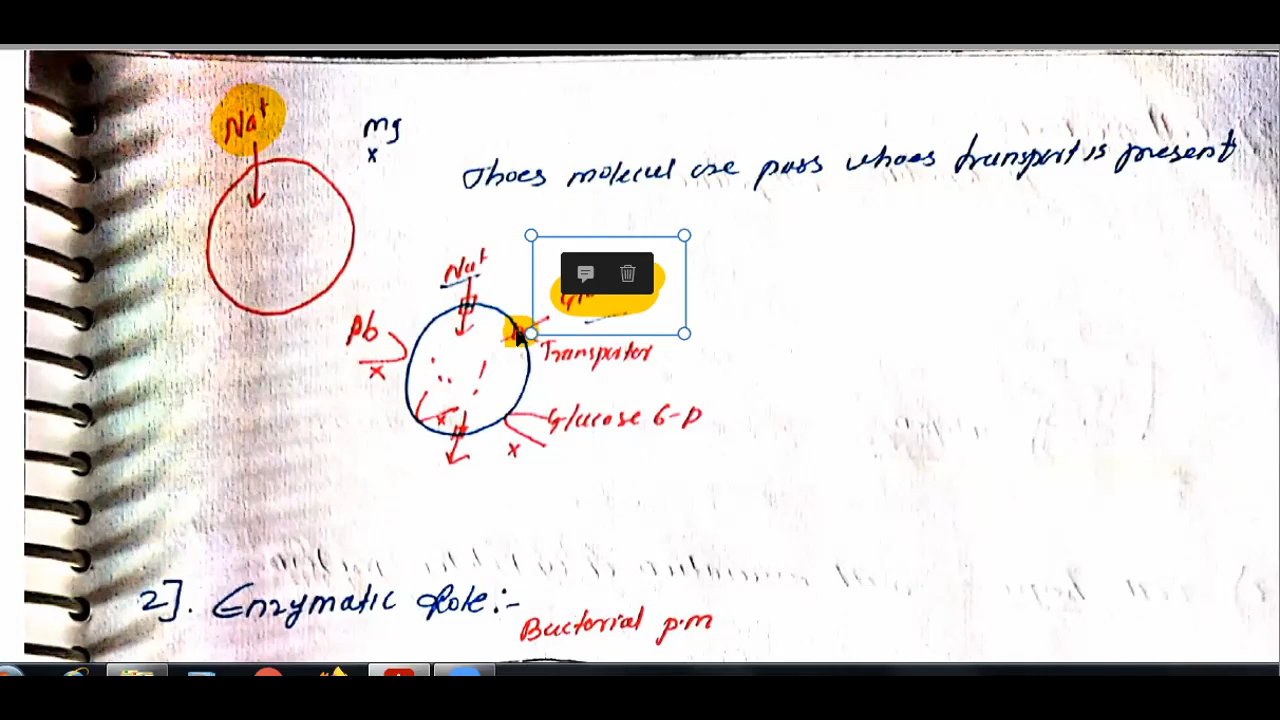 Na+
mg
x
Thoes molecul are pass whoes transport is present
Na+
Pb
x
Transporter
Glucose 6-P
x
x
2]. Enzymatic Role:-
Bacterial p.m